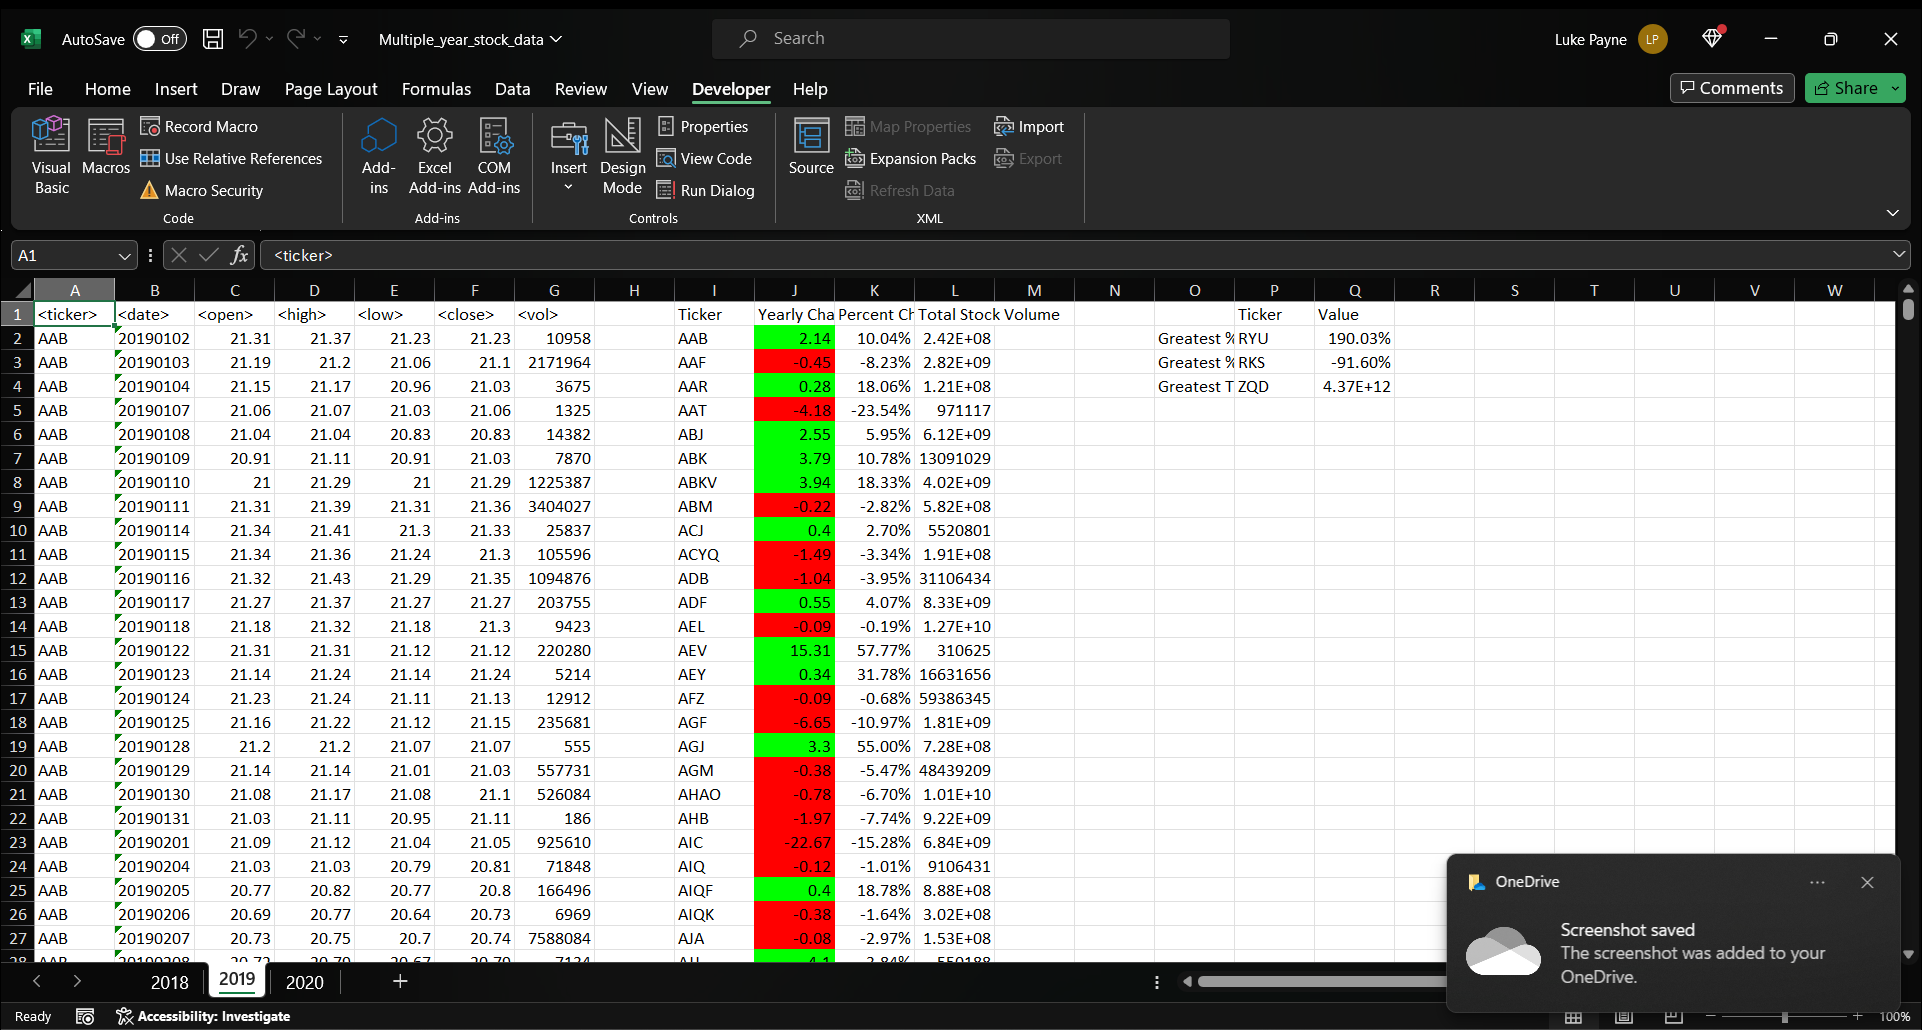 AutoSave Off Multiple_year_stock_data Search Luke Payne LP
File Home Insert Draw Page Layout Formulas Data Review View Developer Help Comments Share
Visual Basic
Macros
Record Macro
Use Relative References
Macro Security
Code
Add-ins
Excel Add-ins
COM Add-ins
Add-ins
Insert
Design Mode
Properties
View Code
Run Dialog
Controls
Source
Map Properties
Expansion Packs
Refresh Data
Import
Export
XML
A1 fx <ticker>
A B C D E F G H I J K L M N O P Q R S T U V W
1 <ticker> <date> <open> <high> <low> <close> <vol> Ticker Yearly Cha Percent Ch Total Stock Volume Ticker Value
2 AAB 20190102 21.31 21.37 21.23 21.23 10958 AAB 2.14 10.04% 2.42E+08 Greatest % RYU 190.03%
3 AAB 20190103 21.19 21.2 21.06 21.1 2171964 AAF -0.45 -8.23% 2.82E+09 Greatest % RKS -91.60%
4 AAB 20190104 21.15 21.17 20.96 21.03 3675 AAR 0.28 18.06% 1.21E+08 Greatest T ZQD 4.37E+12
5 AAB 20190107 21.06 21.07 21.03 21.06 1325 AAT -4.18 -23.54% 971117
6 AAB 20190108 21.04 21.04 20.83 20.83 14382 ABJ 2.55 5.95% 6.12E+09
7 AAB 20190109 20.91 21.11 20.91 21.03 7870 ABK 3.79 10.78% 13091029
8 AAB 20190110 21 21.29 21 21.29 1225387 ABKV 3.94 18.33% 4.02E+09
9 AAB 20190111 21.31 21.39 21.31 21.36 3404027 ABM -0.22 -2.82% 5.82E+08
10 AAB 20190114 21.34 21.41 21.3 21.33 25837 ACJ 0.4 2.70% 5520801
11 AAB 20190115 21.34 21.36 21.24 21.3 105596 ACYQ -1.49 -3.34% 1.91E+08
12 AAB 20190116 21.32 21.43 21.29 21.35 1094876 ADB -1.04 -3.95% 31106434
13 AAB 20190117 21.27 21.37 21.27 21.27 203755 ADF 0.55 4.07% 8.33E+09
14 AAB 20190118 21.18 21.32 21.18 21.3 9423 AEL -0.09 -0.19% 1.27E+10
15 AAB 20190122 21.31 21.31 21.12 21.12 220280 AEV 15.31 57.77% 310625
16 AAB 20190123 21.14 21.24 21.14 21.24 5214 AEY 0.34 31.78% 16631656
17 AAB 20190124 21.23 21.24 21.11 21.13 12912 AFZ -0.09 -0.68% 59386345
18 AAB 20190125 21.16 21.22 21.12 21.15 235681 AGF -6.65 -10.97% 1.81E+09
19 AAB 20190128 21.2 21.2 21.07 21.07 555 AGJ 3.3 55.00% 7.28E+08
20 AAB 20190129 21.14 21.14 21.01 21.03 557731 AGM -0.38 -5.47% 48439209
21 AAB 20190130 21.08 21.17 21.08 21.1 526084 AHAO -0.78 -6.70% 1.01E+10
22 AAB 20190131 21.03 21.11 20.95 21.11 186 AHB -1.97 -7.74% 9.22E+09
23 AAB 20190201 21.09 21.12 21.04 21.05 925610 AIC -22.67 -15.28% 6.84E+09
24 AAB 20190204 21.03 21.03 20.79 20.81 71848 AIQ -0.12 -1.01% 9106431
25 AAB 20190205 20.77 20.82 20.77 20.8 166496 AIQF 0.4 18.78% 8.88E+08
26 AAB 20190206 20.69 20.77 20.64 20.73 6969 AIQK -0.38 -1.64% 3.02E+08
27 AAB 20190207 20.73 20.75 20.7 20.74 7588084 AJA -0.08 -2.97% 1.53E+08
OneDrive
Screenshot saved
The screenshot was added to your
OneDrive.
2018 2019 2020
Ready Accessibility: Investigate 100%